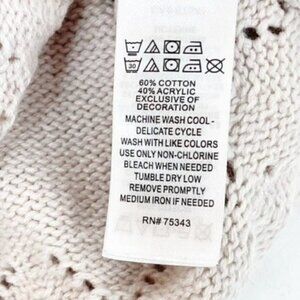 30
60% COTTON
40% ACRYLIC
EXCLUSIVE OF
DECORATION
MACHINE WASH COOL -
DELICATE CYCLE
WASH WITH LIKE COLORS
USE ONLY NON-CHLORINE
BLEACH WHEN NEEDED
TUMBLE DRY LOW
REMOVE PROMPTLY
MEDIUM IRON IF NEEDED
RN# 75343